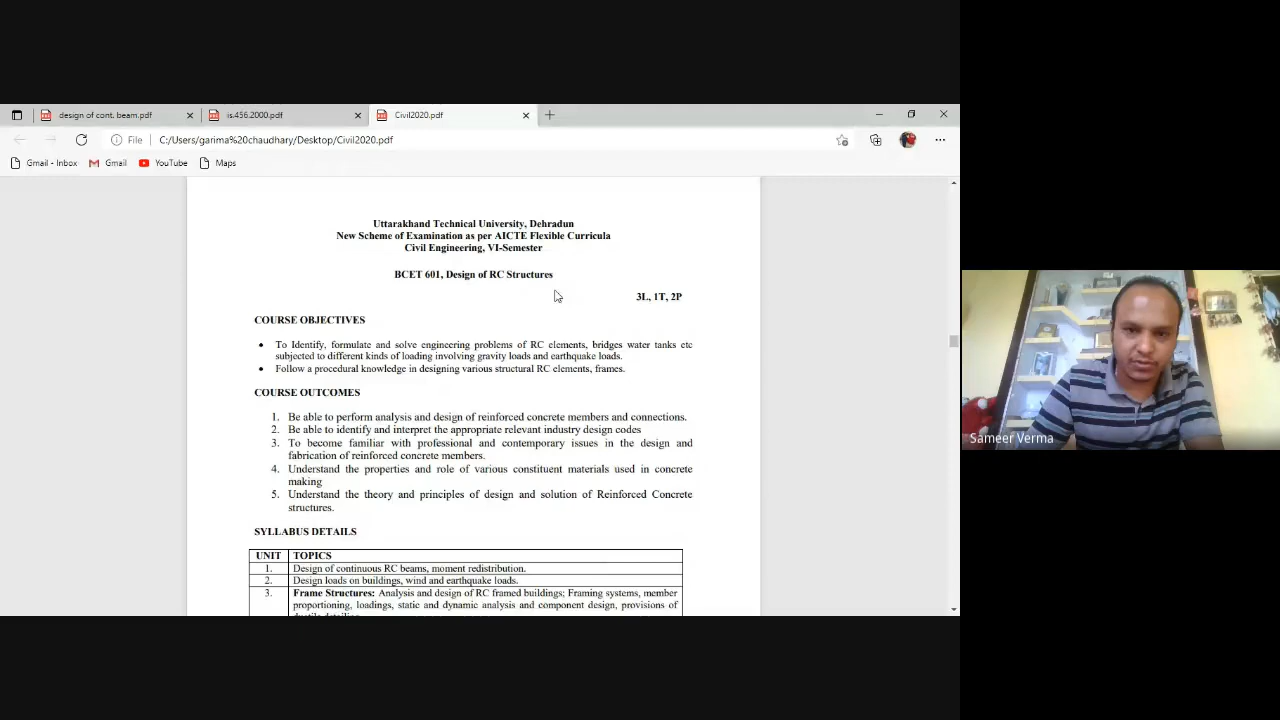 design of cont. beam.pdf
is.456.2000.pdf
Civil2020.pdf
File
C:/Users/garima%20chaudhary/Desktop/Civil2020.pdf
Gmail - Inbox
Gmail
YouTube
Maps
Uttarakhand Technical University, Dehradun
New Scheme of Examination as per AICTE Flexible Curricula
Civil Engineering, VI-Semester
BCET 601, Design of RC Structures
3L, 1T, 2P
COURSE OBJECTIVES
• To Identify, formulate and solve engineering problems of RC elements, bridges water tanks etc
subjected to different kinds of loading involving gravity loads and earthquake loads.
• Follow a procedural knowledge in designing various structural RC elements, frames.
COURSE OUTCOMES
1. Be able to perform analysis and design of reinforced concrete members and connections.
2. Be able to identify and interpret the appropriate relevant industry design codes
3. To become familiar with professional and contemporary issues in the design and
fabrication of reinforced concrete members.
4. Understand the properties and role of various constituent materials used in concrete
making
5. Understand the theory and principles of design and solution of Reinforced Concrete
structures.
SYLLABUS DETAILS
UNIT TOPICS
1. Design of continuous RC beams, moment redistribution.
2. Design loads on buildings, wind and earthquake loads.
3. Frame Structures: Analysis and design of RC framed buildings; Framing systems, member
proportioning, loadings, static and dynamic analysis and component design, provisions of
Sameer Verma